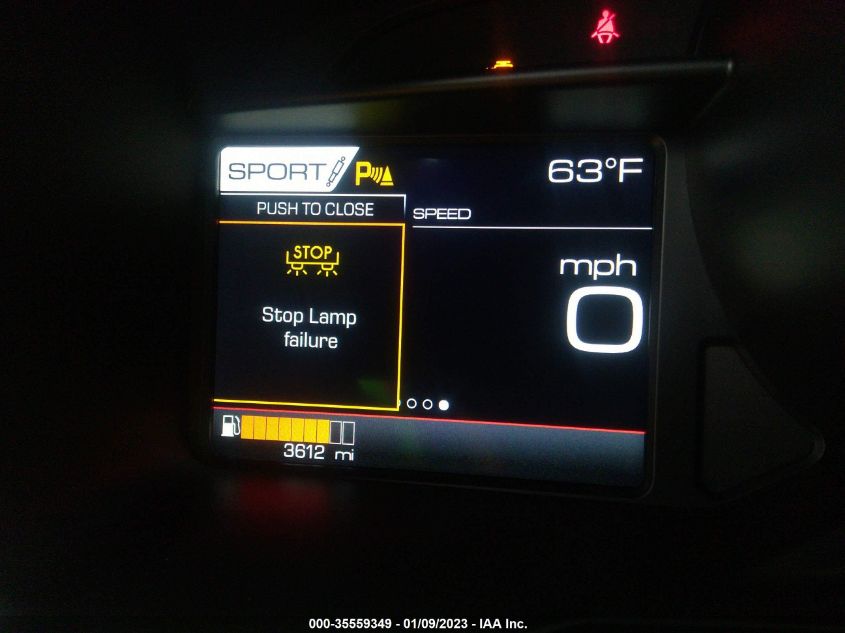 SPORT
P
63°F
PUSH TO CLOSE
SPEED
STOP
mph
0
Stop Lamp
failure
3612 mi
000-35559349 - 01/09/2023 - IAA Inc.